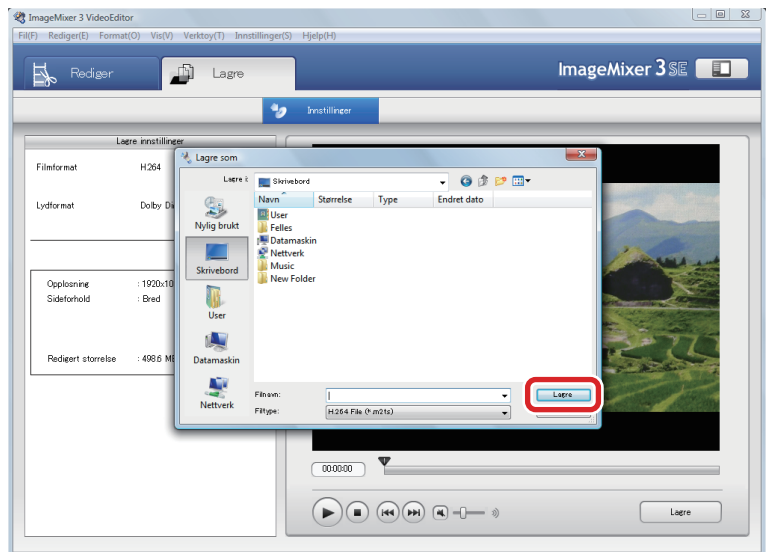 ImageMixer 3 VideoEditor
Fil(F) Rediger(E) Format(O) Vis(V) Verktoy(T) Innstillinger(S) Hjelp(H)
Rediger
Lagre
ImageMixer 3 SE
Innstillinger
Lagre innstillinger
Filmformat H.264
Lydformat Dolby Di
Opplosning : 1920x10
Sideforhold : Bred
Redigert storrelse : 498.6 MB
Lagre som
Lagre i: Skrivebord
Navn Størrelse Type Endret dato
Nylig brukt
Skrivebord
User
Datamaskin
Nettverk
User
Felles
Datamaskin
Nettverk
Music
New Folder
Filnavn:
Lagre
Filtype: H.264 File (*.m2ts)
00:00:00
Lagre